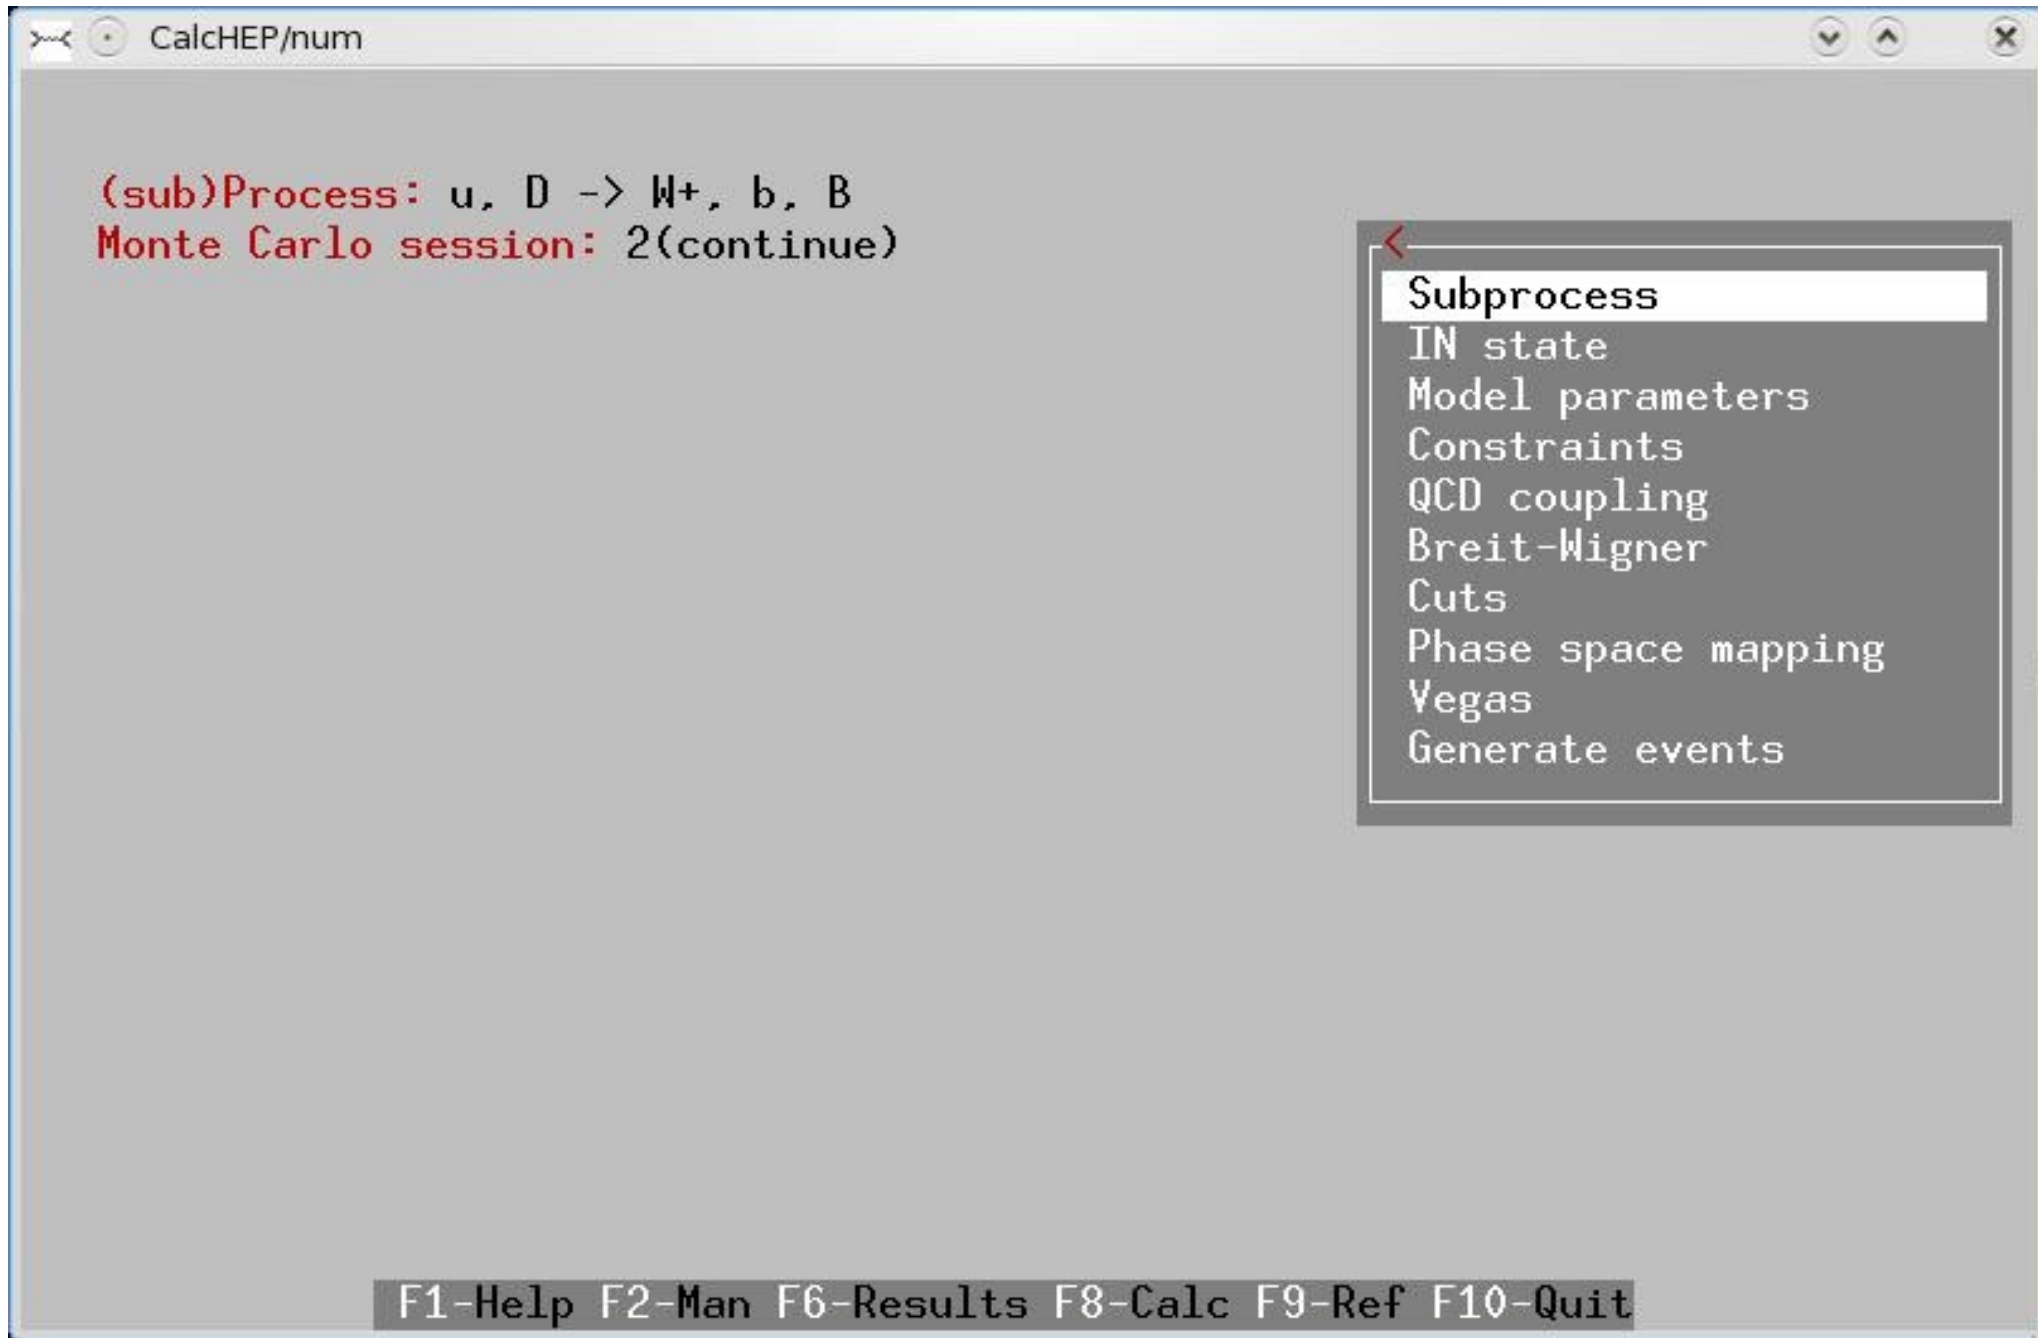 CalcHEP/num
(sub)Process: u, D -> W+, b, B
Monte Carlo session: 2(continue)
<
Subprocess
IN state
Model parameters
Constraints
QCD coupling
Breit-Wigner
Cuts
Phase space mapping
Vegas
Generate events
F1-Help F2-Man F6-Results F8-Calc F9-Ref F10-Quit